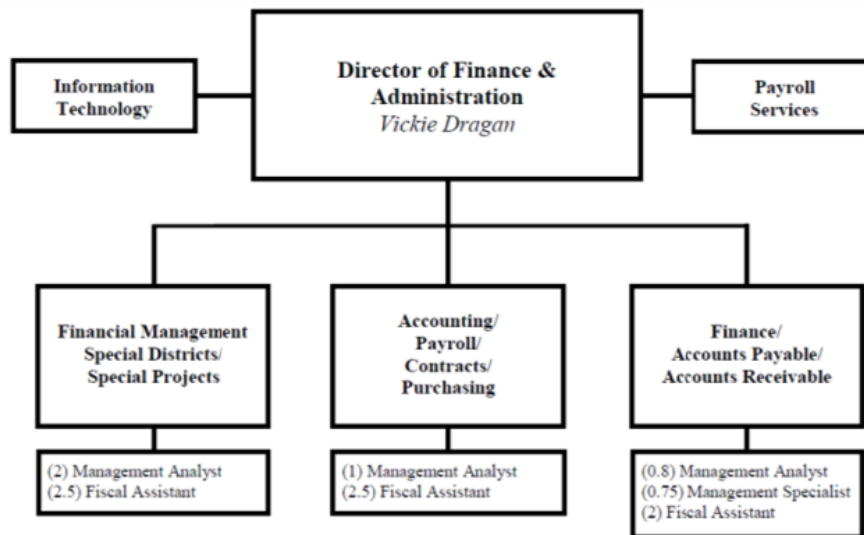 Director of Finance &
Administration
Vickie Dragan
Information
Technology
Payroll
Services
Financial Management
Special Districts/
Special Projects
Accounting/
Payroll/
Contracts/
Purchasing
Finance/
Accounts Payable/
Accounts Receivable
(2) Management Analyst
(2.5) Fiscal Assistant
(1) Management Analyst
(2.5) Fiscal Assistant
(0.8) Management Analyst
(0.75) Management Specialist
(2) Fiscal Assistant